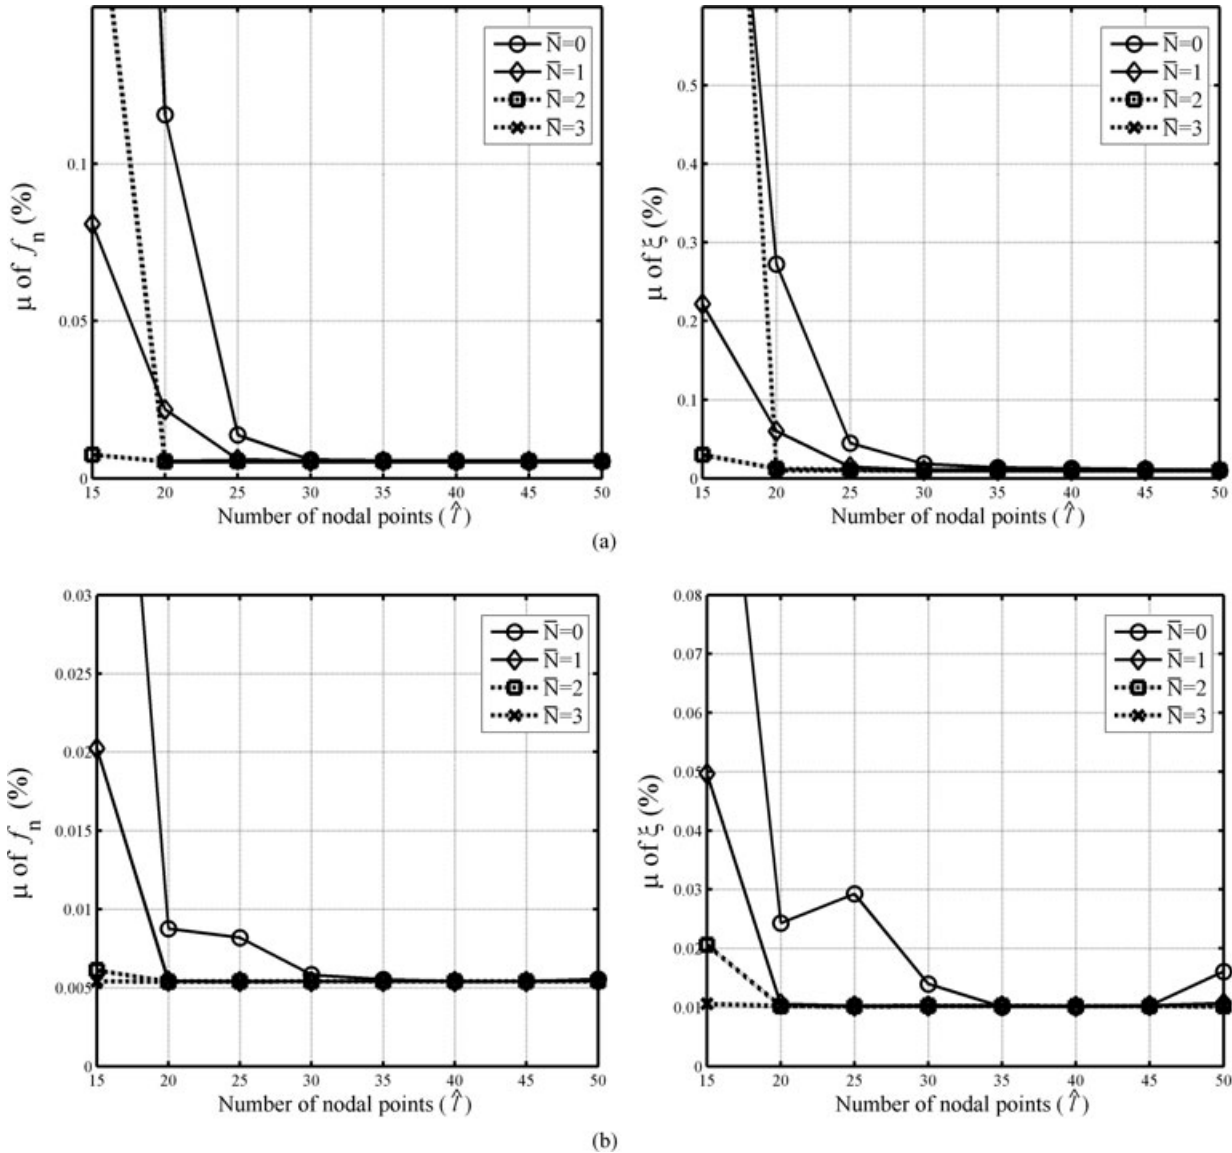 μ of fn (%)
0.1
0.05
0
15 20 25 30 35 40 45 50
Number of nodal points ( l̂ )
N̄=0
N̄=1
N̄=2
N̄=3
μ of ξ (%)
0.5
0.4
0.3
0.2
0.1
0
15 20 25 30 35 40 45 50
Number of nodal points ( l̂ )
N̄=0
N̄=1
N̄=2
N̄=3
(a)
μ of fn (%)
0.03
0.025
0.02
0.015
0.01
0.005
0
15 20 25 30 35 40 45 50
Number of nodal points ( l̂ )
N̄=0
N̄=1
N̄=2
N̄=3
μ of ξ (%)
0.08
0.07
0.06
0.05
0.04
0.03
0.02
0.01
0
15 20 25 30 35 40 45 50
Number of nodal points ( l̂ )
N̄=0
N̄=1
N̄=2
N̄=3
(b)